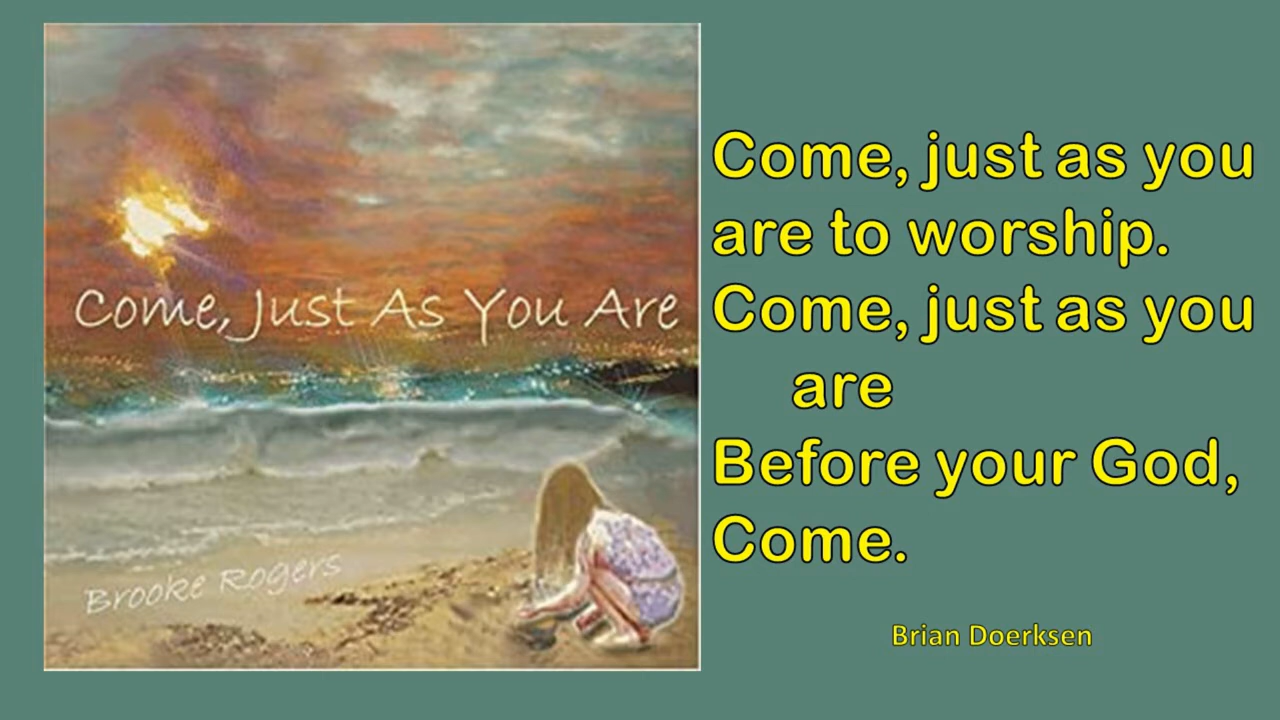 Come, Just As You Are
Brooke Rogers
Come, just as you
are to worship.
Come, just as you
are
Before your God,
Come.
Brian Doerksen